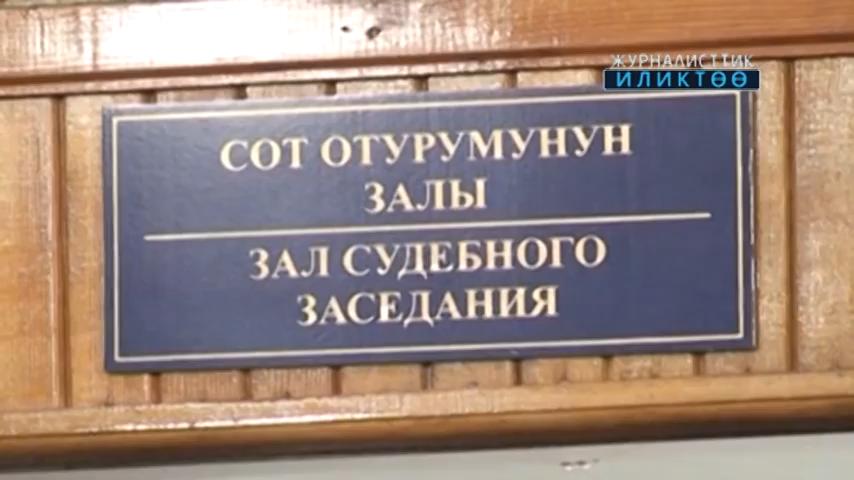 ЖУРНАЛИСТТИК
ИЛИКТӨӨ
СОТ ОТУРУМУНУН
ЗАЛЫ
ЗАЛ СУДЕБНОГО
ЗАСЕДАНИЯ